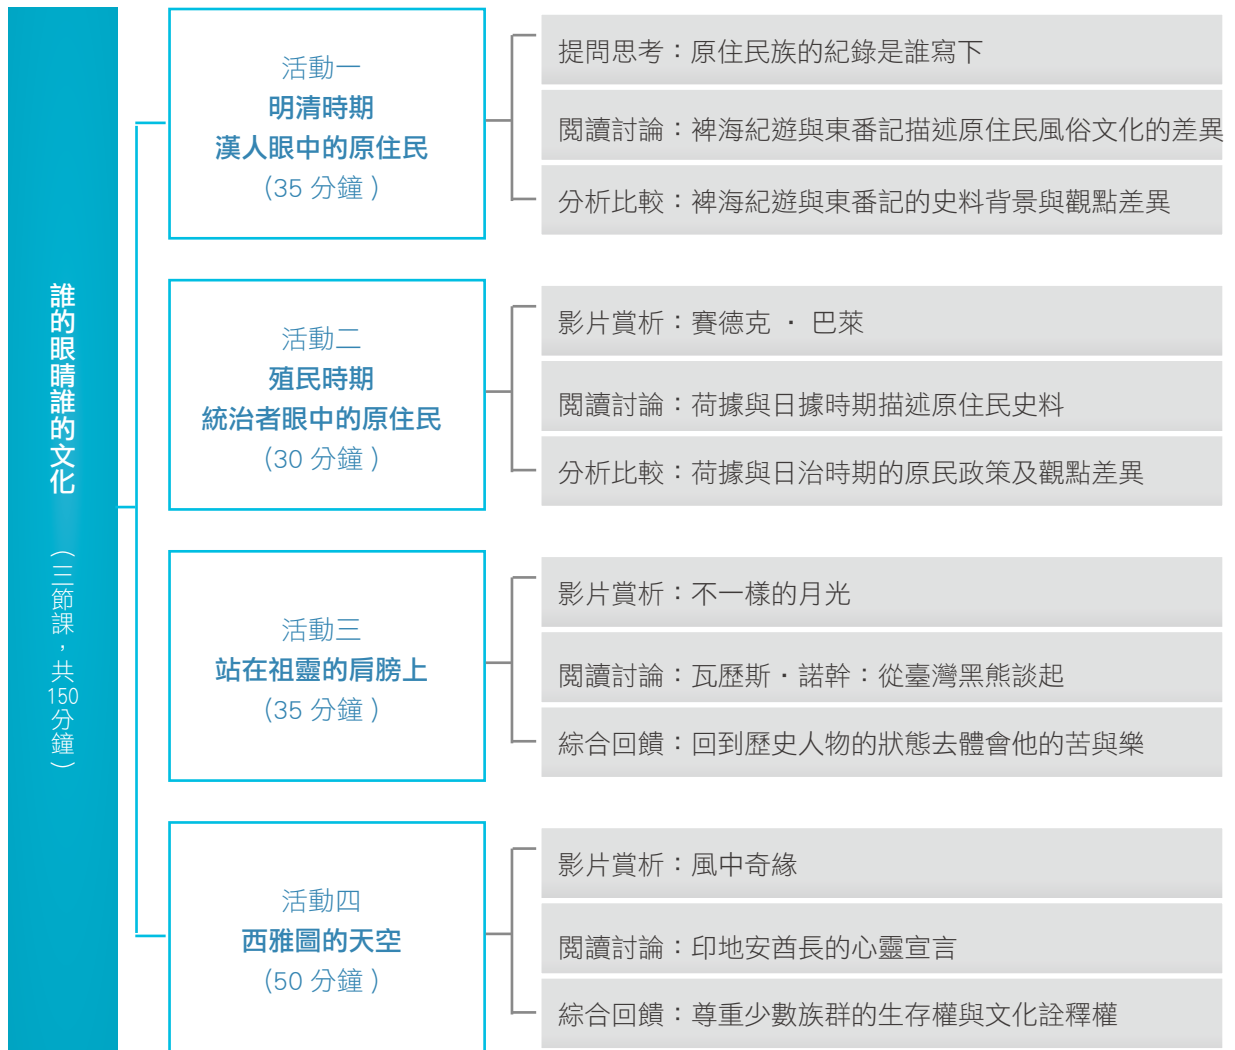 誰的眼睛誰的文化
（三節課，共150分鐘）
活動一
明清時期
漢人眼中的原住民
（35 分鐘）
提問思考：原住民族的紀錄是誰寫下
閱讀討論：裨海紀遊與東番記描述原住民風俗文化的差異
分析比較：裨海紀遊與東番記的史料背景與觀點差異
活動二
殖民時期
統治者眼中的原住民
（30 分鐘）
影片賞析：賽德克 ‧ 巴萊
閱讀討論：荷據與日據時期描述原住民史料
分析比較：荷據與日治時期的原民政策及觀點差異
活動三
站在祖靈的肩膀上
（35 分鐘）
影片賞析：不一樣的月光
閱讀討論：瓦歷斯‧諾幹：從臺灣黑熊談起
綜合回饋：回到歷史人物的狀態去體會他的苦與樂
活動四
西雅圖的天空
（50 分鐘）
影片賞析：風中奇緣
閱讀討論：印地安酋長的心靈宣言
綜合回饋：尊重少數族群的生存權與文化詮釋權